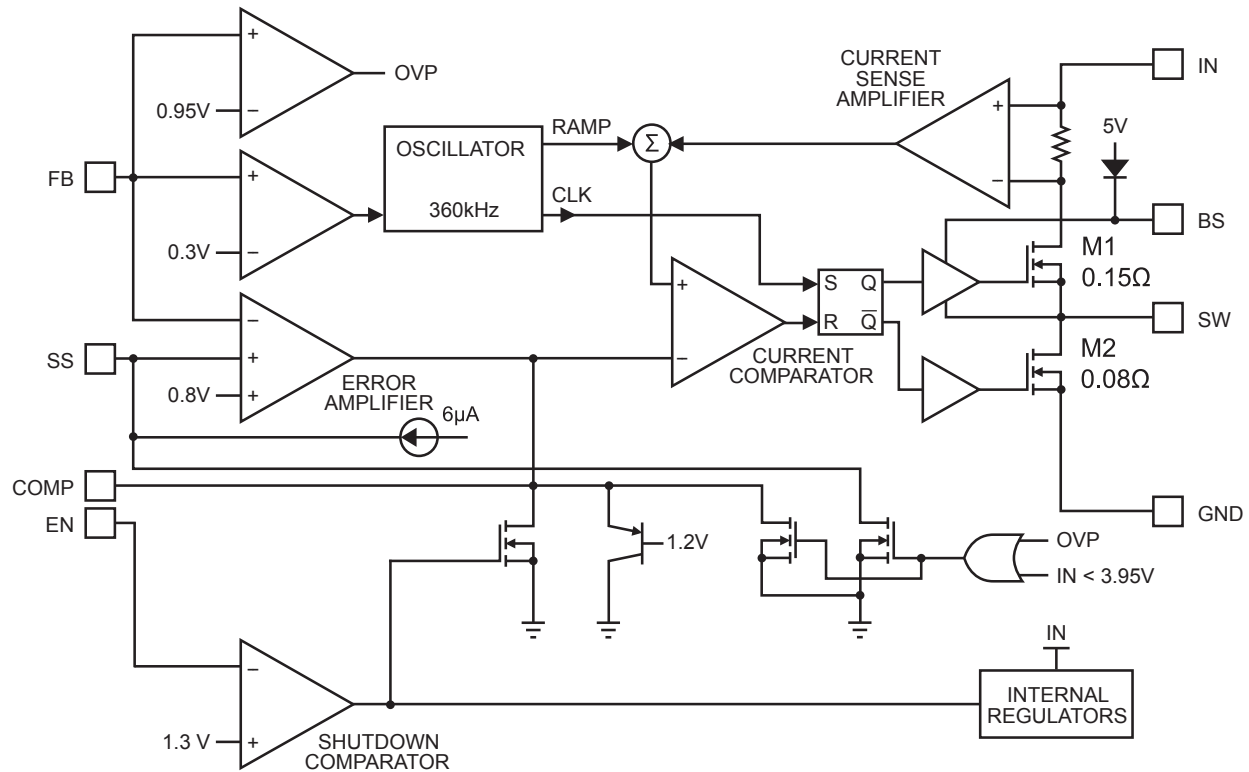 +
OVP
0.95V
−
CURRENT
SENSE
AMPLIFIER
IN
+
−
5V
FB
+
0.3V
−
OSCILLATOR
360kHz
RAMP
Σ
CLK
BS
M1
0.15Ω
S Q
R Q̅
+
−
CURRENT
COMPARATOR
SW
M2
0.08Ω
SS
−
+
0.8V
+
ERROR
AMPLIFIER
6µA
COMP
EN
1.2V
GND
OVP
IN < 3.95V
−
1.3 V
+
SHUTDOWN
COMPARATOR
IN
INTERNAL
REGULATORS